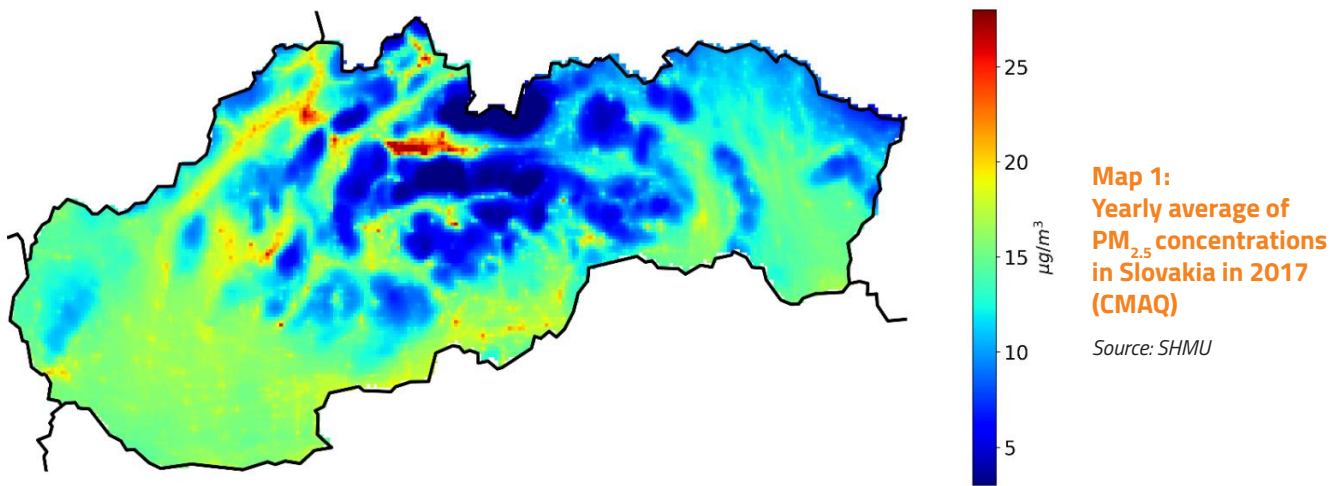 25
20
15
10
5
μg/m³
Map 1:
Yearly average of
PM₂.₅ concentrations
in Slovakia in 2017
(CMAQ)
Source: SHMU